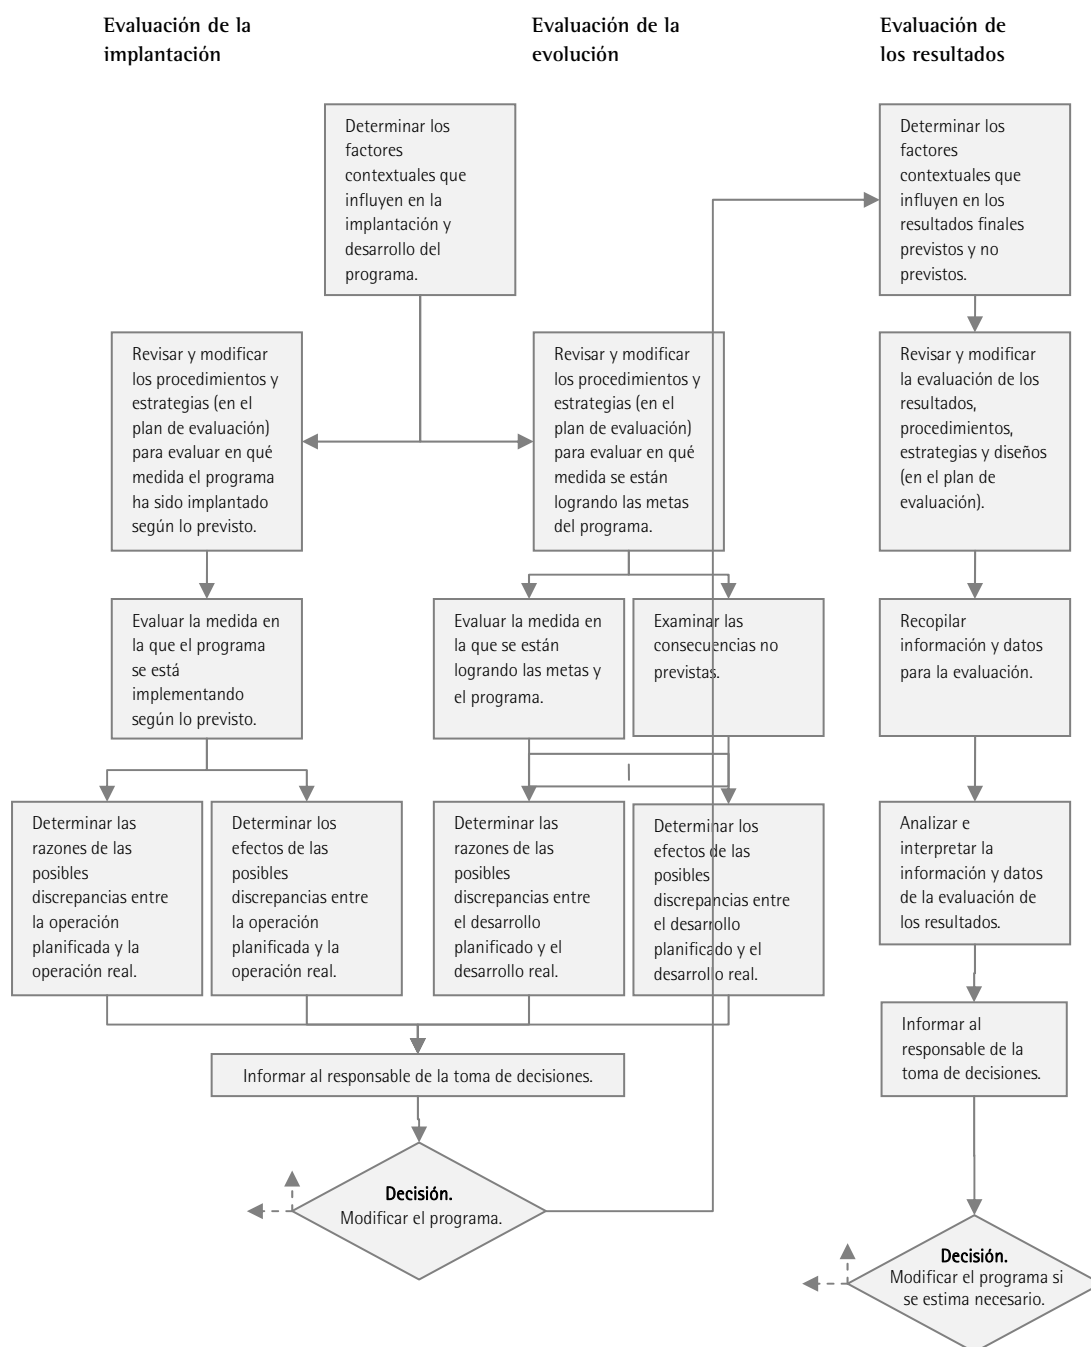 Evaluación de la
implantación
Evaluación de la
evolución
Evaluación de
los resultados
Determinar los
factores
contextuales que
influyen en la
implantación y
desarrollo del
programa.
Determinar los
factores
contextuales que
influyen en los
resultados finales
previstos y no
previstos.
Revisar y modificar
los procedimientos y
estrategias (en el
plan de evaluación)
para evaluar en qué
medida el programa
ha sido implantado
según lo previsto.
Revisar y modificar
los procedimientos y
estrategias (en el
plan de evaluación)
para evaluar en qué
medida se están
logrando las metas
del programa.
Revisar y modificar
la evaluación de los
resultados,
procedimientos,
estrategias y diseños
(en el plan de
evaluación).
Evaluar la medida en
la que el programa
se está
implementando
según lo previsto.
Evaluar la medida en
la que se están
logrando las metas y
el programa.
Examinar las
consecuencias no
previstas.
Recopilar
información y datos
para la evaluación.
Determinar las
razones de las
posibles
discrepancias entre
la operación
planificada y la
operación real.
Determinar los
efectos de las
posibles
discrepancias entre
la operación
planificada y la
operación real.
Determinar las
razones de las
posibles
discrepancias entre
el desarrollo
planificado y el
desarrollo real.
Determinar los
efectos de las
posibles
discrepancias entre
el desarrollo
planificado y el
desarrollo real.
Analizar e
interpretar la
información y datos
de la evaluación de
los resultados.
Informar al responsable de la toma de decisiones.
Informar al
responsable de la
toma de decisiones.
Decisión.
Modificar el programa.
Decisión.
Modificar el programa si
se estima necesario.